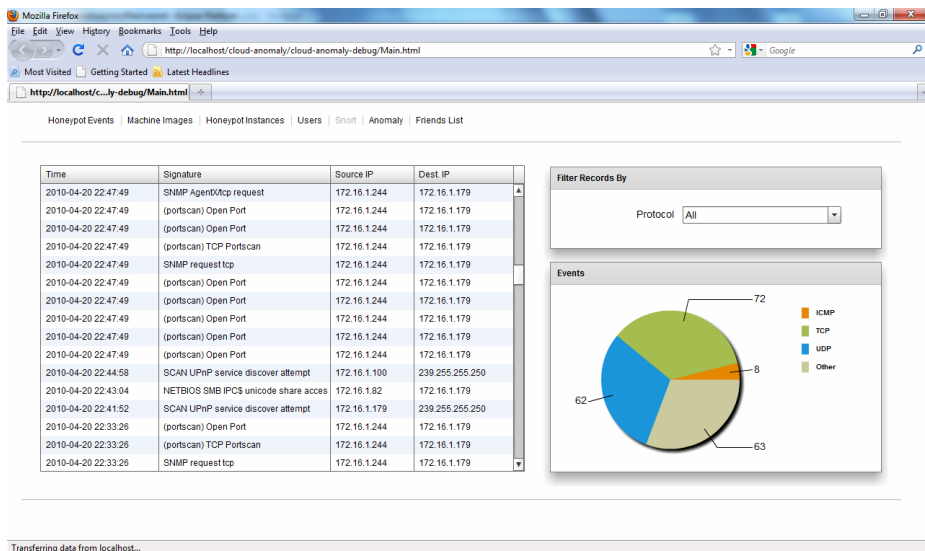 Mozilla Firefox
File Edit View History Bookmarks Tools Help
http://localhost/cloud-anomaly/cloud-anomaly-debug/Main.html Google
Most Visited Getting Started Latest Headlines
http://localhost/c...ly-debug/Main.html
Honeypot Events | Machine Images | Honeypot Instances | Users | Snort | Anomaly | Friends List
Time Signature Source IP Dest. IP
2010-04-20 22:47:49 SNMP AgentX/tcp request 172.16.1.244 172.16.1.179
2010-04-20 22:47:49 (portscan) Open Port 172.16.1.244 172.16.1.179
2010-04-20 22:47:49 (portscan) Open Port 172.16.1.244 172.16.1.179
2010-04-20 22:47:49 (portscan) TCP Portscan 172.16.1.244 172.16.1.179
2010-04-20 22:47:49 SNMP request tcp 172.16.1.244 172.16.1.179
2010-04-20 22:47:49 (portscan) Open Port 172.16.1.244 172.16.1.179
2010-04-20 22:47:49 (portscan) Open Port 172.16.1.244 172.16.1.179
2010-04-20 22:47:49 (portscan) Open Port 172.16.1.244 172.16.1.179
2010-04-20 22:47:49 (portscan) Open Port 172.16.1.244 172.16.1.179
2010-04-20 22:47:49 (portscan) Open Port 172.16.1.244 172.16.1.179
2010-04-20 22:44:58 SCAN UPnP service discover attempt 172.16.1.100 239.255.255.250
2010-04-20 22:43:04 NETBIOS SMB IPC$ unicode share acces 172.16.1.82 172.16.1.179
2010-04-20 22:41:52 SCAN UPnP service discover attempt 172.16.1.179 239.255.255.250
2010-04-20 22:33:26 (portscan) Open Port 172.16.1.244 172.16.1.179
2010-04-20 22:33:26 (portscan) TCP Portscan 172.16.1.244 172.16.1.179
2010-04-20 22:33:26 SNMP request tcp 172.16.1.244 172.16.1.179
Filter Records By
Protocol All
Events
72
ICMP
TCP
UDP
Other
8
62
63
Transferring data from localhost...